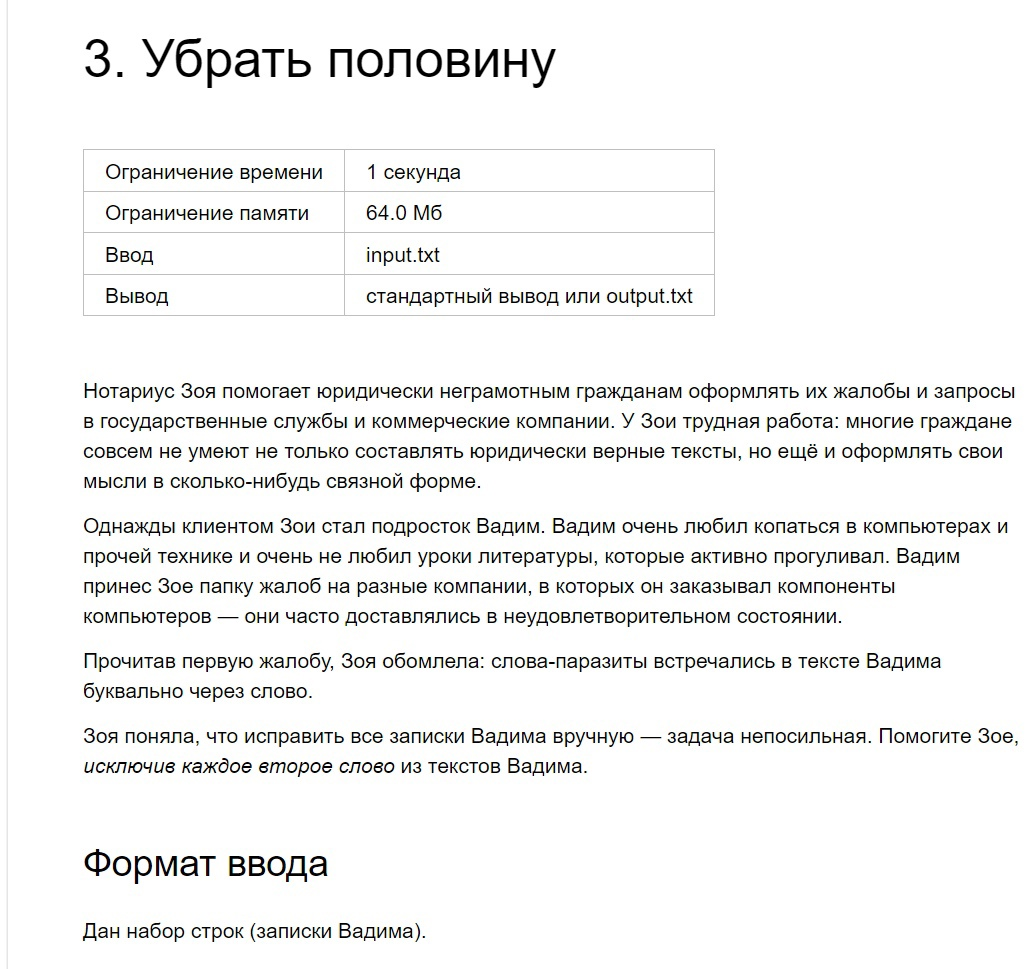 3. Убрать половину
Ограничение времени 1 секунда
Ограничение памяти 64.0 Мб
Ввод input.txt
Вывод стандартный вывод или output.txt
Нотариус Зоя помогает юридически неграмотным гражданам оформлять их жалобы и запросы
в государственные службы и коммерческие компании. У Зои трудная работа: многие граждане
совсем не умеют не только составлять юридически верные тексты, но ещё и оформлять свои
мысли в сколько-нибудь связной форме.
Однажды клиентом Зои стал подросток Вадим. Вадим очень любил копаться в компьютерах и
прочей технике и очень не любил уроки литературы, которые активно прогуливал. Вадим
принес Зое папку жалоб на разные компании, в которых он заказывал компоненты
компьютеров — они часто доставлялись в неудовлетворительном состоянии.
Прочитав первую жалобу, Зоя обомлела: слова-паразиты встречались в тексте Вадима
буквально через слово.
Зоя поняла, что исправить все записки Вадима вручную — задача непосильная. Помогите Зое,
исключив каждое второе слово из текстов Вадима.
Формат ввода
Дан набор строк (записки Вадима).